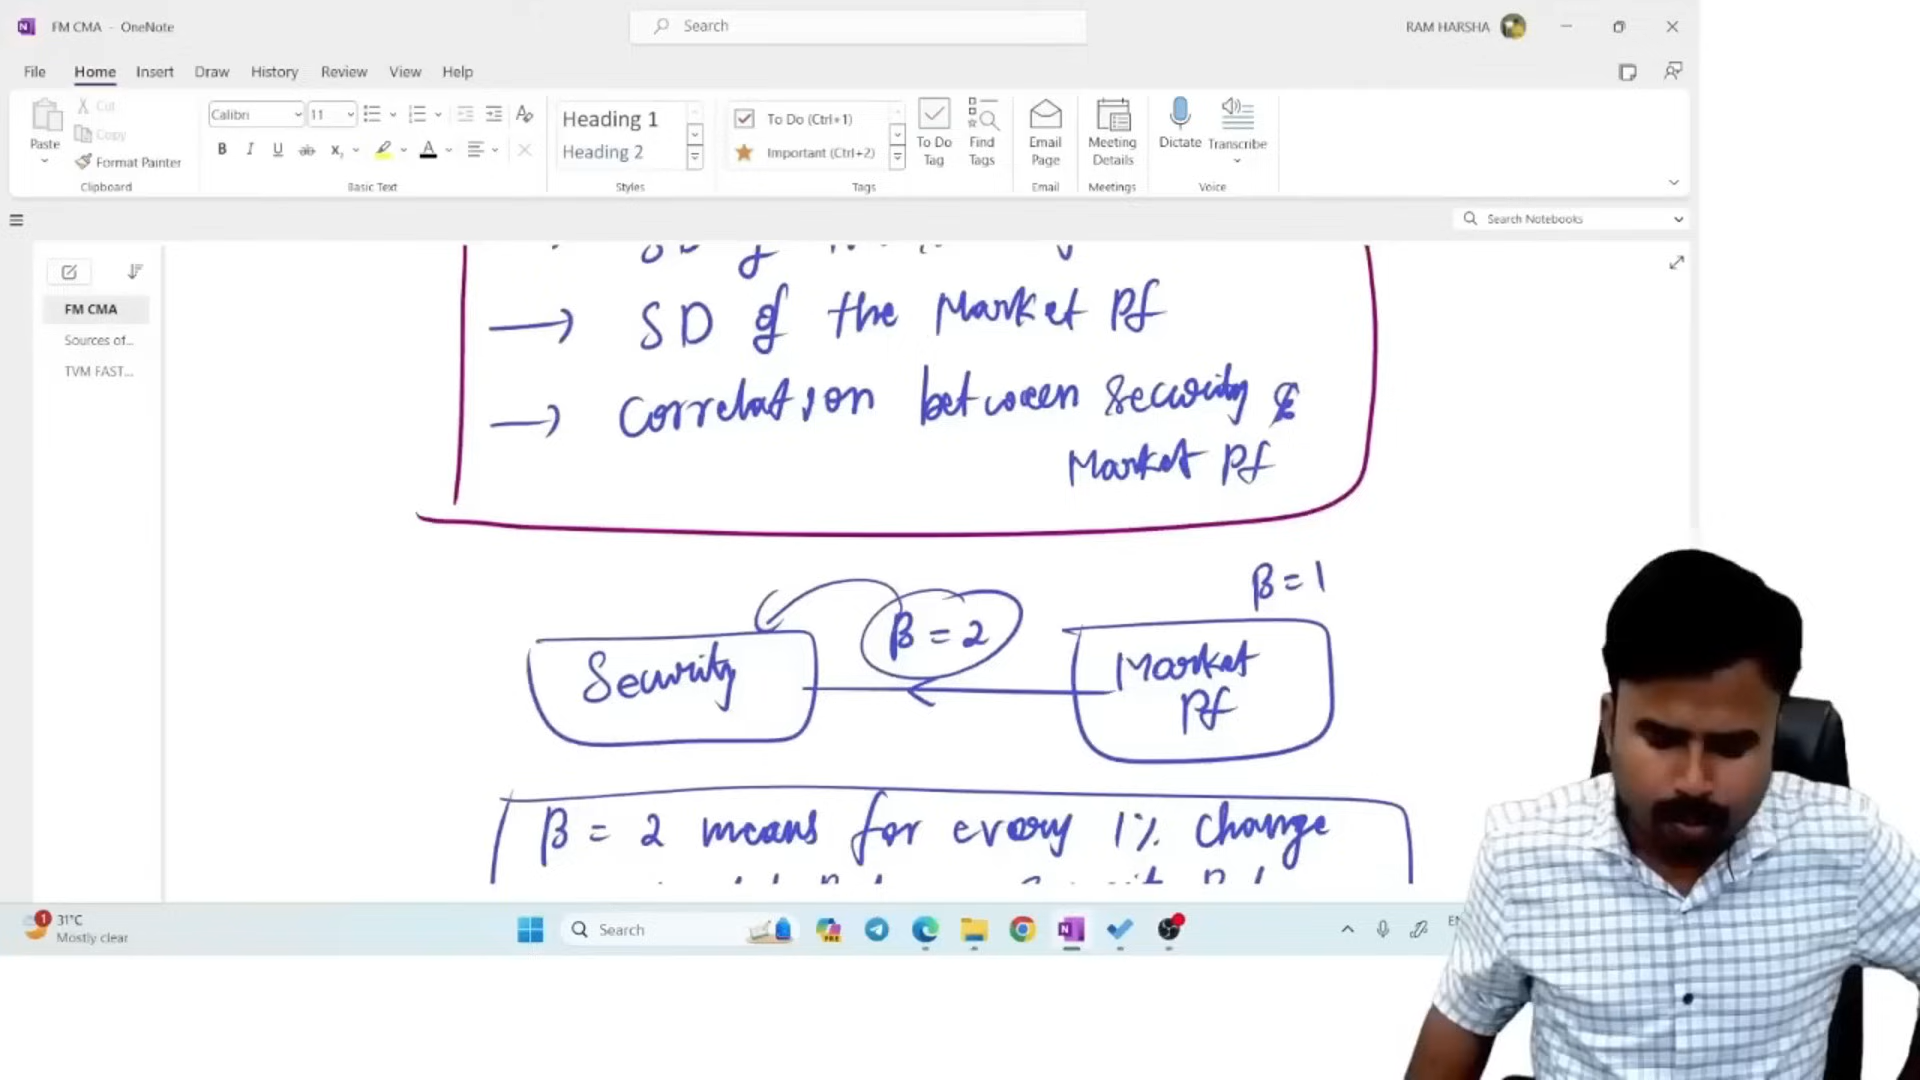 FM CMA - OneNote
Search
RAM HARSHA
File Home Insert Draw History Review View Help
Paste
Cut
Copy
Format Painter
Clipboard
Calibri 11
B I U ab x A
Basic Text
Heading 1
Heading 2
Styles
To Do (Ctrl+1)
Important (Ctrl+2)
Tags
To Do Tag
Find Tags
Email Page
Email
Meeting Details
Meetings
Dictate
Transcribe
Voice
Search Notebooks
FM CMA
Sources of...
TVM FAST...
→ SD of the Market Pf
→ Correlation between Security &
Market Pf
β = 1
β = 2
Security
Market
Pf
β = 2 means for every 1% change
1
31°C
Mostly clear
Search
PRE